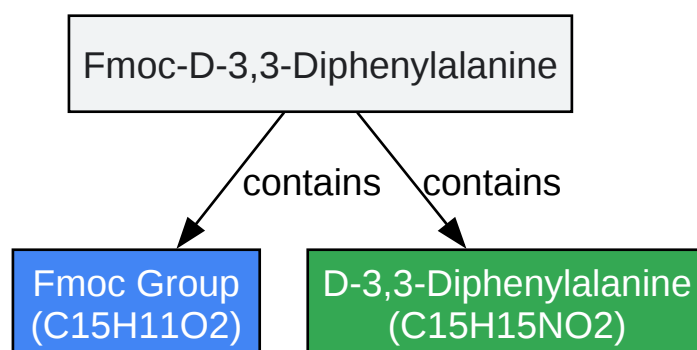 Fmoc-D-3,3-Diphenylalanine
contains
contains
Fmoc Group
(C15H11O2)
D-3,3-Diphenylalanine
(C15H15NO2)